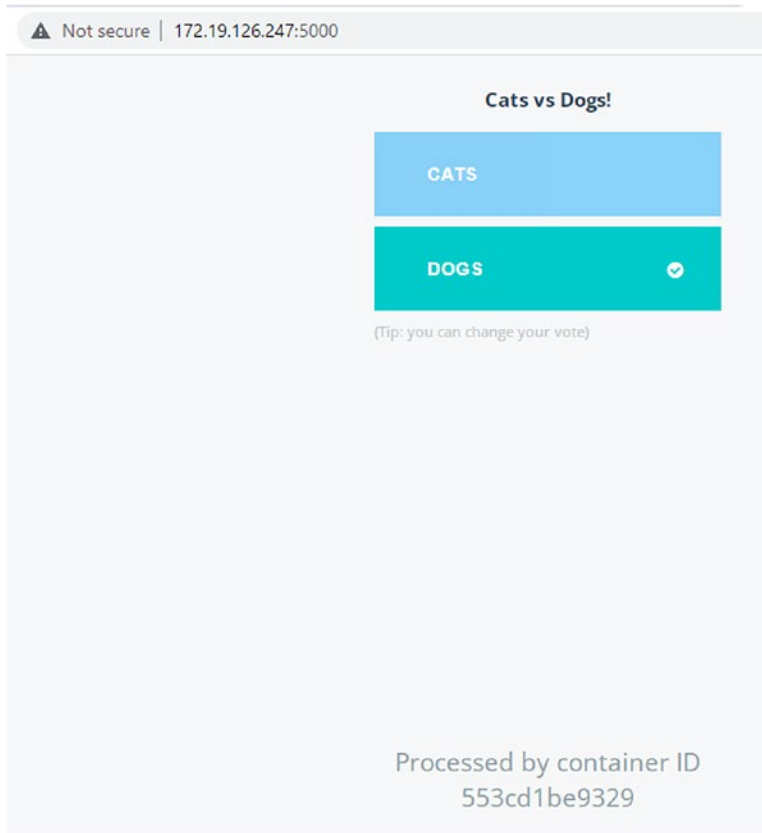 Not secure | 172.19.126.247:5000
Cats vs Dogs!
CATS
DOGS
(Tip: you can change your vote)
Processed by container ID
553cd1be9329